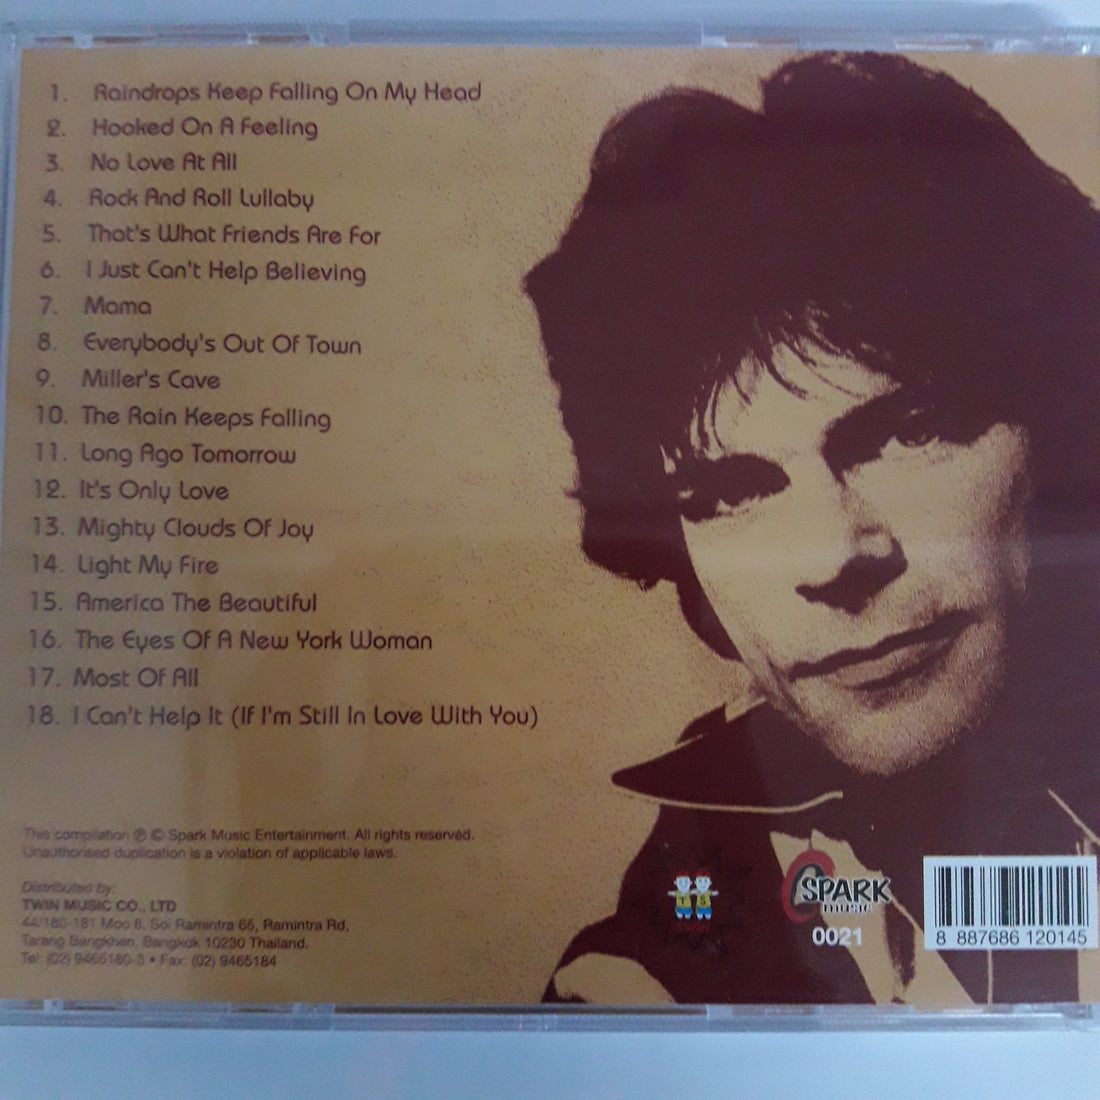 1. Raindrops Keep Falling On My Head
2. Hooked On A Feeling
3. No Love At All
4. Rock And Roll Lullaby
5. That's What Friends Are For
6. I Just Can't Help Believing
7. Mama
8. Everybody's Out Of Town
9. Miller's Cave
10. The Rain Keeps Falling
11. Long Ago Tomorrow
12. It's Only Love
13. Mighty Clouds Of Joy
14. Light My Fire
15. America The Beautiful
16. The Eyes Of A New York Woman
17. Most Of All
18. I Can't Help It (If I'm Still In Love With You)
This compilation ℗ © Spark Music Entertainment. All rights reserved.
Unauthorised duplication is a violation of applicable laws.
Distributed by:
TWIN MUSIC CO., LTD
44/180-181 Moo 8, Soi Ramintra 65, Ramintra Rd,
Tarang Bangkhen, Bangkok 10230 Thailand.
Tel: (02) 9465180-3 • Fax: (02) 9465184
T S
TWIN
SPARK
music
0021
8 887686 120145